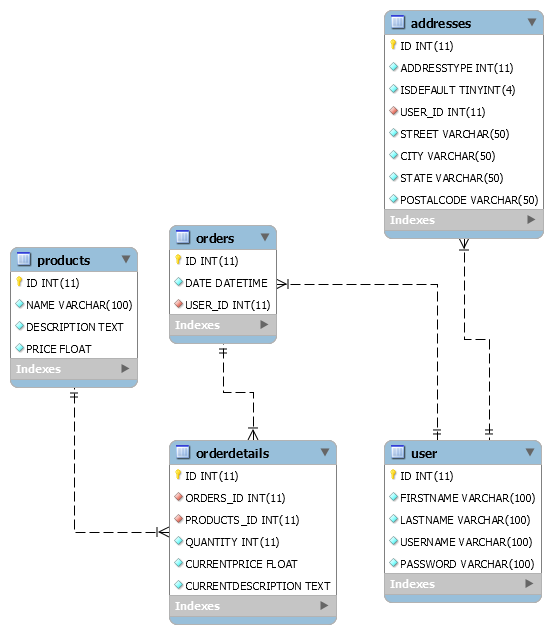 addresses
ID INT(11)
ADDRESSTYPE INT(11)
ISDEFAULT TINYINT(4)
USER_ID INT(11)
STREET VARCHAR(50)
CITY VARCHAR(50)
STATE VARCHAR(50)
POSTALCODE VARCHAR(50)
Indexes
orders
ID INT(11)
DATE DATETIME
USER_ID INT(11)
Indexes
products
ID INT(11)
NAME VARCHAR(100)
DESCRIPTION TEXT
PRICE FLOAT
Indexes
orderdetails
ID INT(11)
ORDERS_ID INT(11)
PRODUCTS_ID INT(11)
QUANTITY INT(11)
CURRENTPRICE FLOAT
CURRENTDESCRIPTION TEXT
Indexes
user
ID INT(11)
FIRSTNAME VARCHAR(100)
LASTNAME VARCHAR(100)
USERNAME VARCHAR(100)
PASSWORD VARCHAR(100)
Indexes